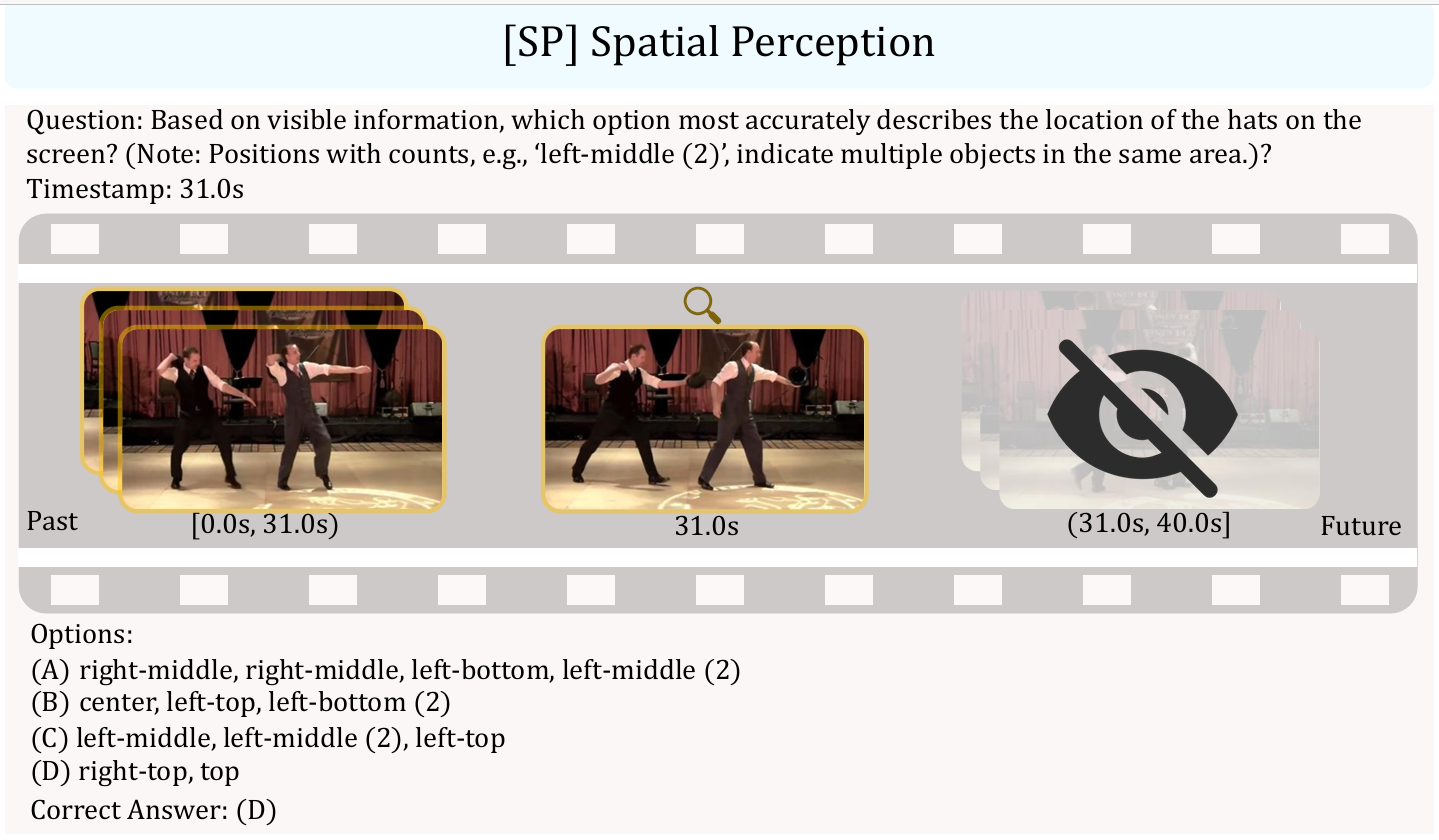 [SP] Spatial Perception
Question: Based on visible information, which option most accurately describes the location of the hats on the
screen? (Note: Positions with counts, e.g., ‘left-middle (2)’, indicate multiple objects in the same area.)?
Timestamp: 31.0s
Past
[0.0s, 31.0s)
31.0s
(31.0s, 40.0s]
Future
Options:
(A) right-middle, right-middle, left-bottom, left-middle (2)
(B) center, left-top, left-bottom (2)
(C) left-middle, left-middle (2), left-top
(D) right-top, top
Correct Answer: (D)